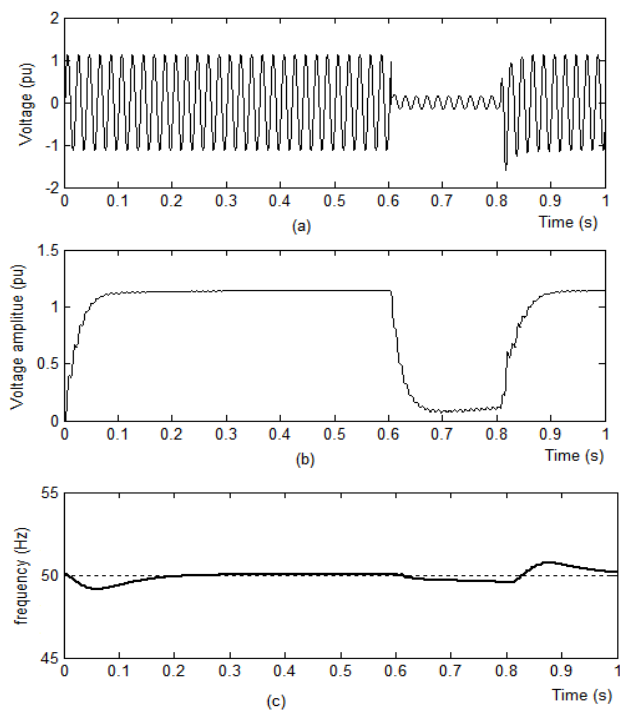 2
1
0
-1
-2
Voltage (pu)
0 0.1 0.2 0.3 0.4 0.5 0.6 0.7 0.8 0.9 1
(a)
Time (s)
1.5
1
0.5
0
Voltage amplitue (pu)
0 0.1 0.2 0.3 0.4 0.5 0.6 0.7 0.8 0.9 1
(b)
Time (s)
55
50
45
frequency (Hz)
0 0.1 0.2 0.3 0.4 0.5 0.6 0.7 0.8 0.9 1
(c)
Time (s)